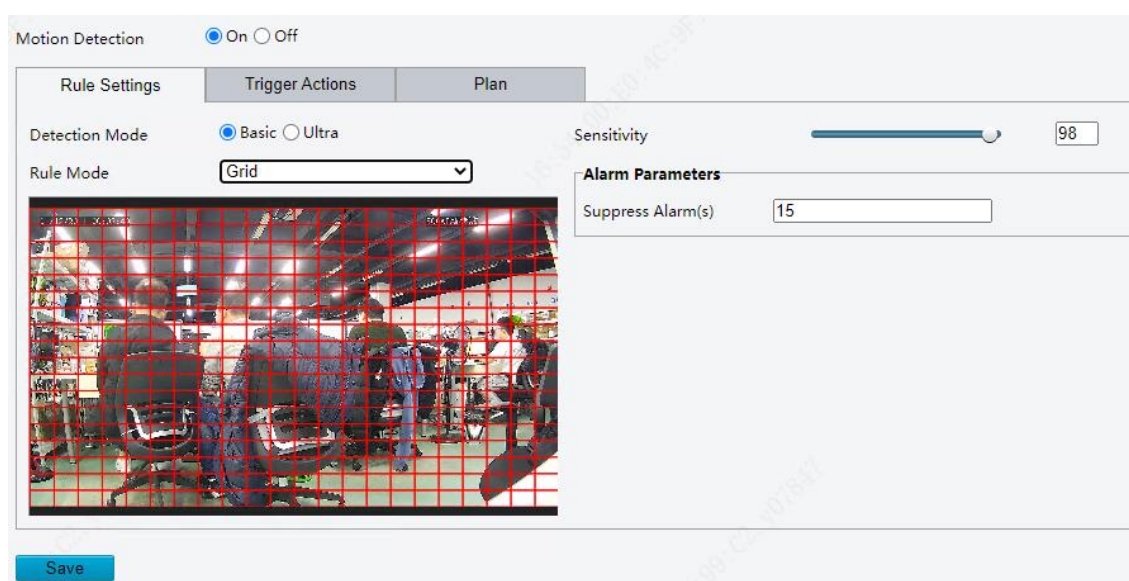 Motion Detection On Off
Rule Settings Trigger Actions Plan
Detection Mode Basic Ultra Sensitivity 98
Rule Mode Grid
Alarm Parameters
Suppress Alarm(s) 15
Save